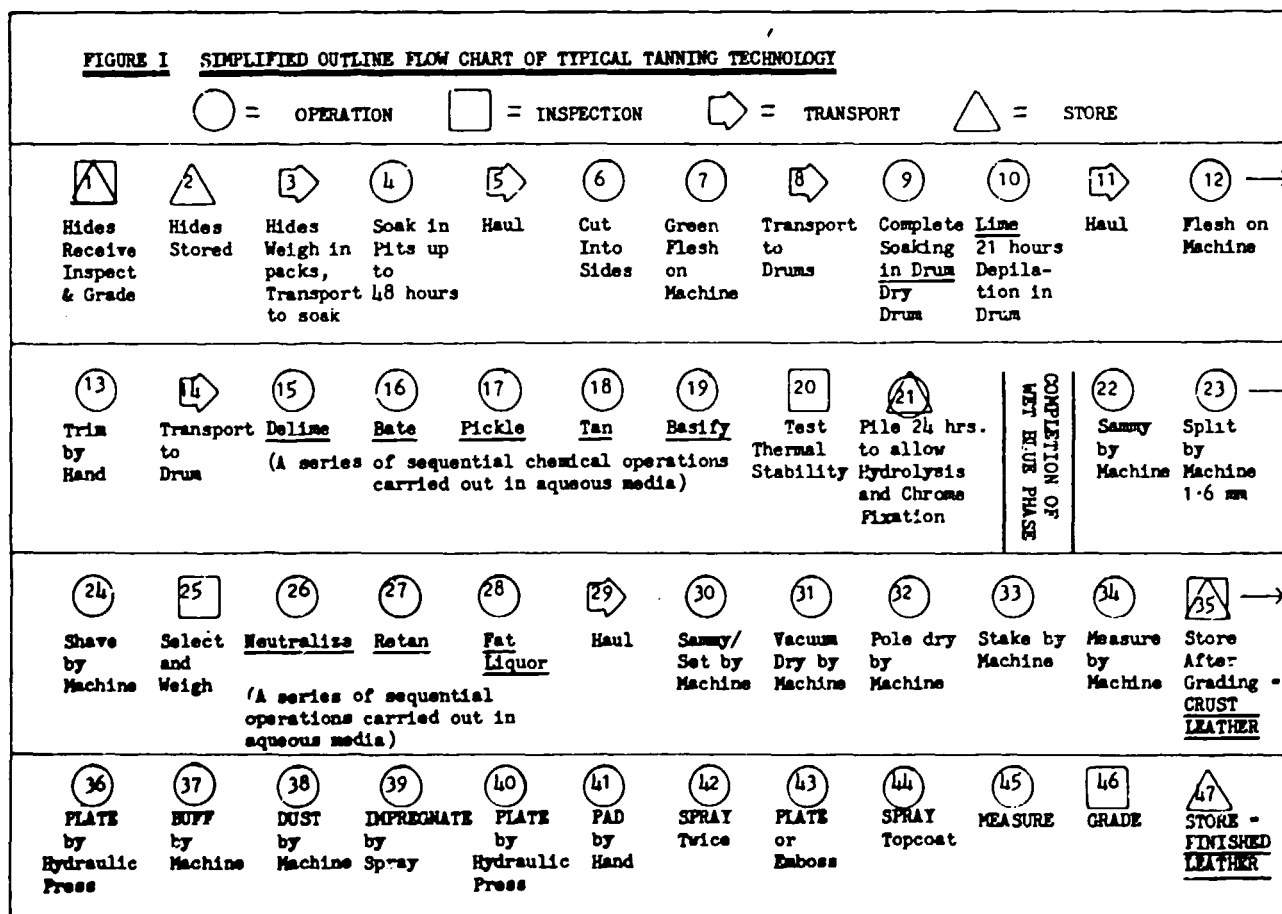 FIGURE I SIMPLIFIED OUTLINE FLOW CHART OF TYPICAL TANNING TECHNOLOGY
= OPERATION = INSPECTION = TRANSPORT = STORE
1
Hides
Receive
Inspect
& Grade
2
Hides
Stored
3
Hides
Weigh in
packs,
Transport
to soak
4
Soak in
Pits up
to
48 hours
5
Haul
6
Cut
Into
Sides
7
Green
Flesh
on
Machine
8
Transport
to
Drums
9
Complete
Soaking
in Drum
Dry
Drum
10
Lime
21 hours
Depila-
tion in
Drum
11
Haul
12
Flesh on
Machine
13
Trim
by
Hand
14
Transport
to
Drum
15
Delime
16
Bate
17
Pickle
18
Tan
19
Basify
(A series of sequential chemical operations
carried out in aqueous media)
20
Test
Thermal
Stability
21
Pile 24 hrs.
to allow
Hydrolysis
and Chrome
Fixation
COMPLETION OF
WET BLUE PHASE
22
Sammy
by
Machine
23
Split
by
Machine
1·6 mm
24
Shave
by
Machine
25
Select
and
Weigh
26
Neutralize
27
Retan
28
Fat
Liquor
(A series of sequential
operations carried out in
aqueous media)
29
Haul
30
Sammy/
Set by
Machine
31
Vacuum
Dry by
Machine
32
Pole dry
by
Machine
33
Stake by
Machine
34
Measure
by
Machine
35
Store
After
Grading -
CRUST
LEATHER
36
PLATE
by
Hydraulic
Press
37
BUFF
by
Machine
38
DUST
by
Machine
39
IMPREGNATE
by
Spray
40
PLATE
by
Hydraulic
Press
41
PAD
by
Hand
42
SPRAY
Twice
43
PLATE
or
Emboss
44
SPRAY
Topcoat
45
MEASURE
46
GRADE
47
STORE -
FINISHED
LEATHER